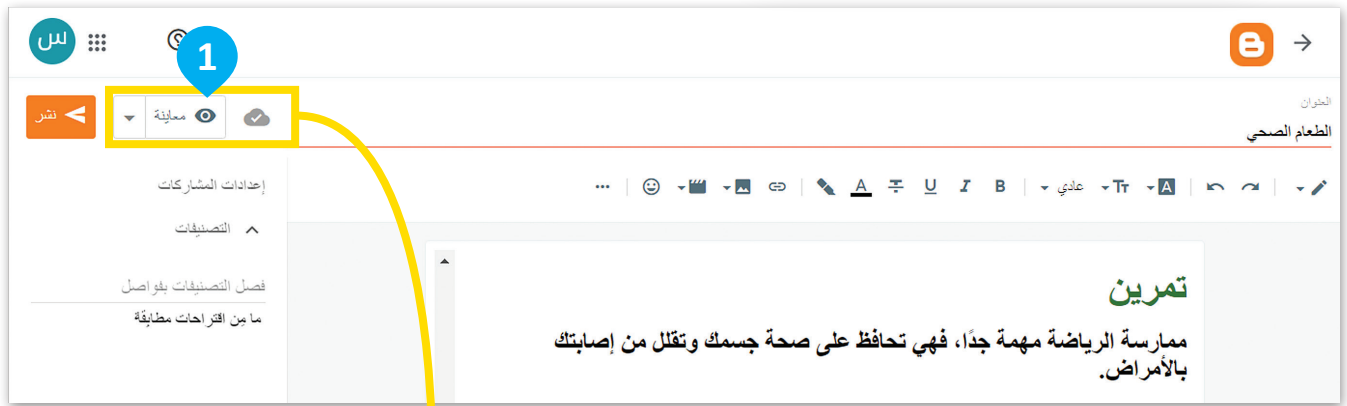 س
1
العنوان
الطعام الصحي
معاينة
نشر
عادي
إعدادات المشاركات
التصنيفات
فصل التصنيفات بفواصل
ما مِن اقتراحات مطابِقة
تمرين
ممارسة الرياضة مهمة جدًا، فهي تحافظ على صحة جسمك وتقلل من إصابتك
بالأمراض.